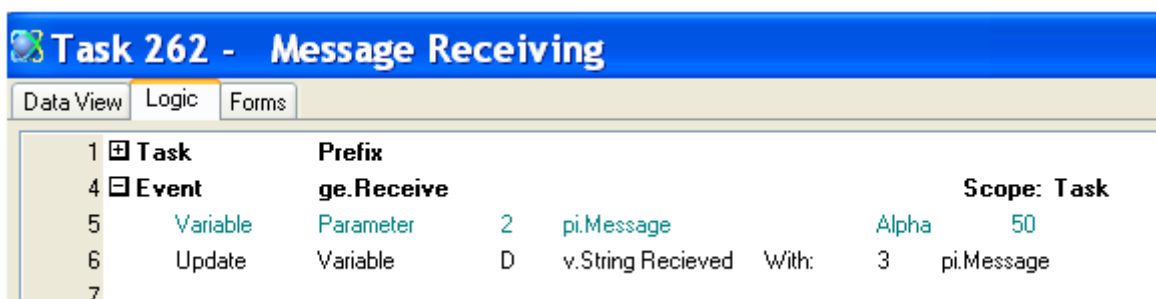 Task 262 - Message Receiving
Data View Logic Forms
1 Task Prefix
4 Event ge.Receive Scope: Task
5 Variable Parameter 2 pi.Message Alpha 50
6 Update Variable D v.String Recieved With: 3 pi.Message
7